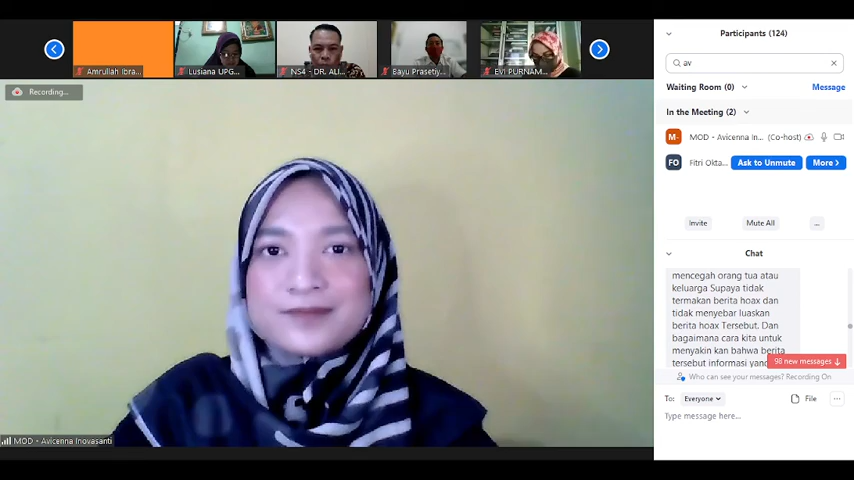 Amrullah Ibra...
Lusiana UPG...
NS4 - DR. ALI...
Bayu Prasetiy...
EVI PURNAM...
Recording...
MOD - Avicenna Inovasanti
Participants (124)
av
Waiting Room (0)
Message
In the Meeting (2)
M-
MOD - Avicenna In... (Co-host)
FO
Fitri Okta...
Ask to Unmute
More
Invite
Mute All
...
Chat
mencegah orang tua atau
keluarga Supaya tidak
termakan berita hoax dan
tidak menyebar luaskan
berita hoax Tersebut. Dan
bagaimana cara kita untuk
menyakin kan bahwa berita
tersebut informasi
98 new messages
Who can see your messages? Recording On
To:
Everyone
File
...
Type message here...